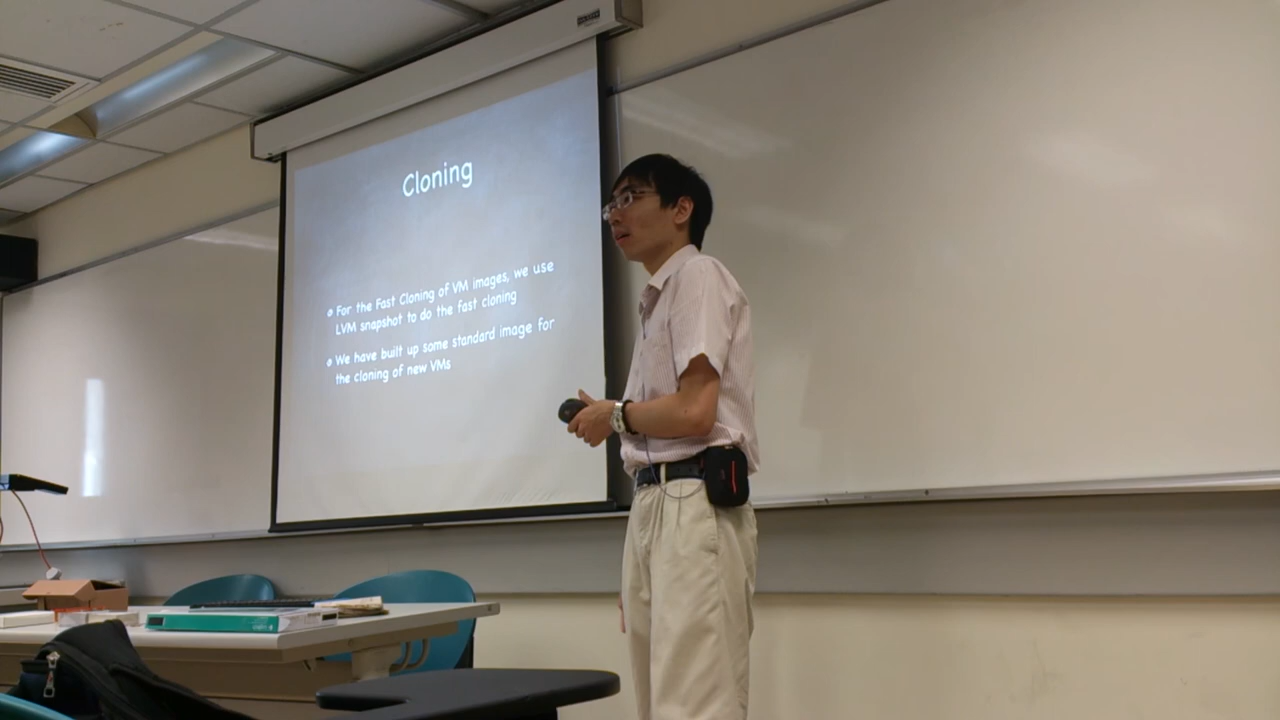 Cloning
For the Fast Cloning of VM images, we use
LVM snapshot to do the fast cloning
We have built up some standard image for
the cloning of new VMs